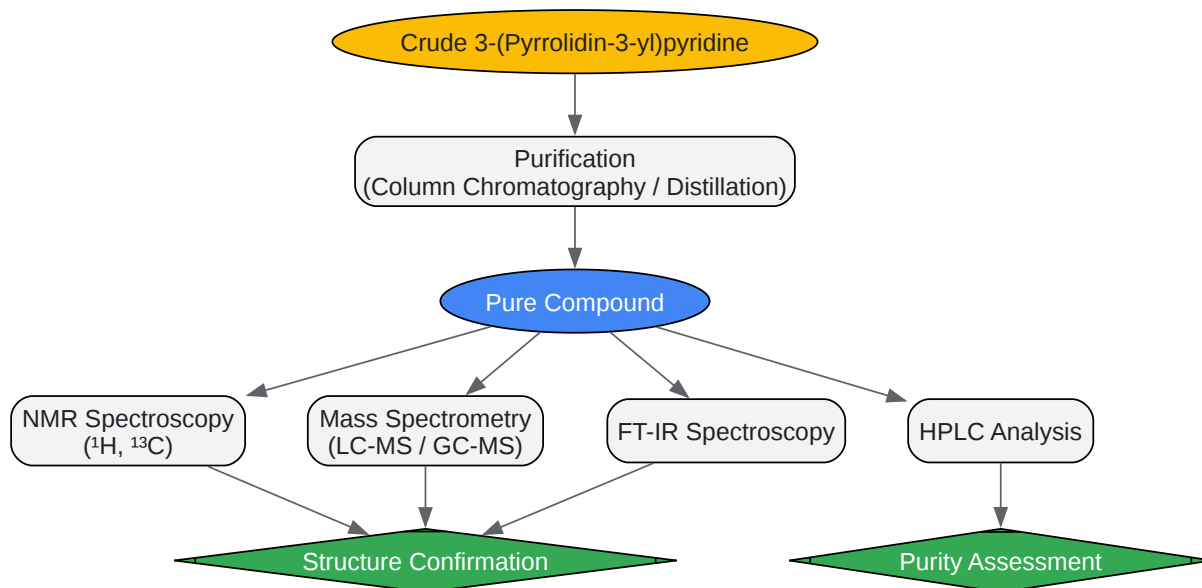 Crude 3-(Pyrrolidin-3-yl)pyridine
Purification
(Column Chromatography / Distillation)
Pure Compound
NMR Spectroscopy
(¹H, ¹³C)
Mass Spectrometry
(LC-MS / GC-MS)
FT-IR Spectroscopy
HPLC Analysis
Structure Confirmation
Purity Assessment